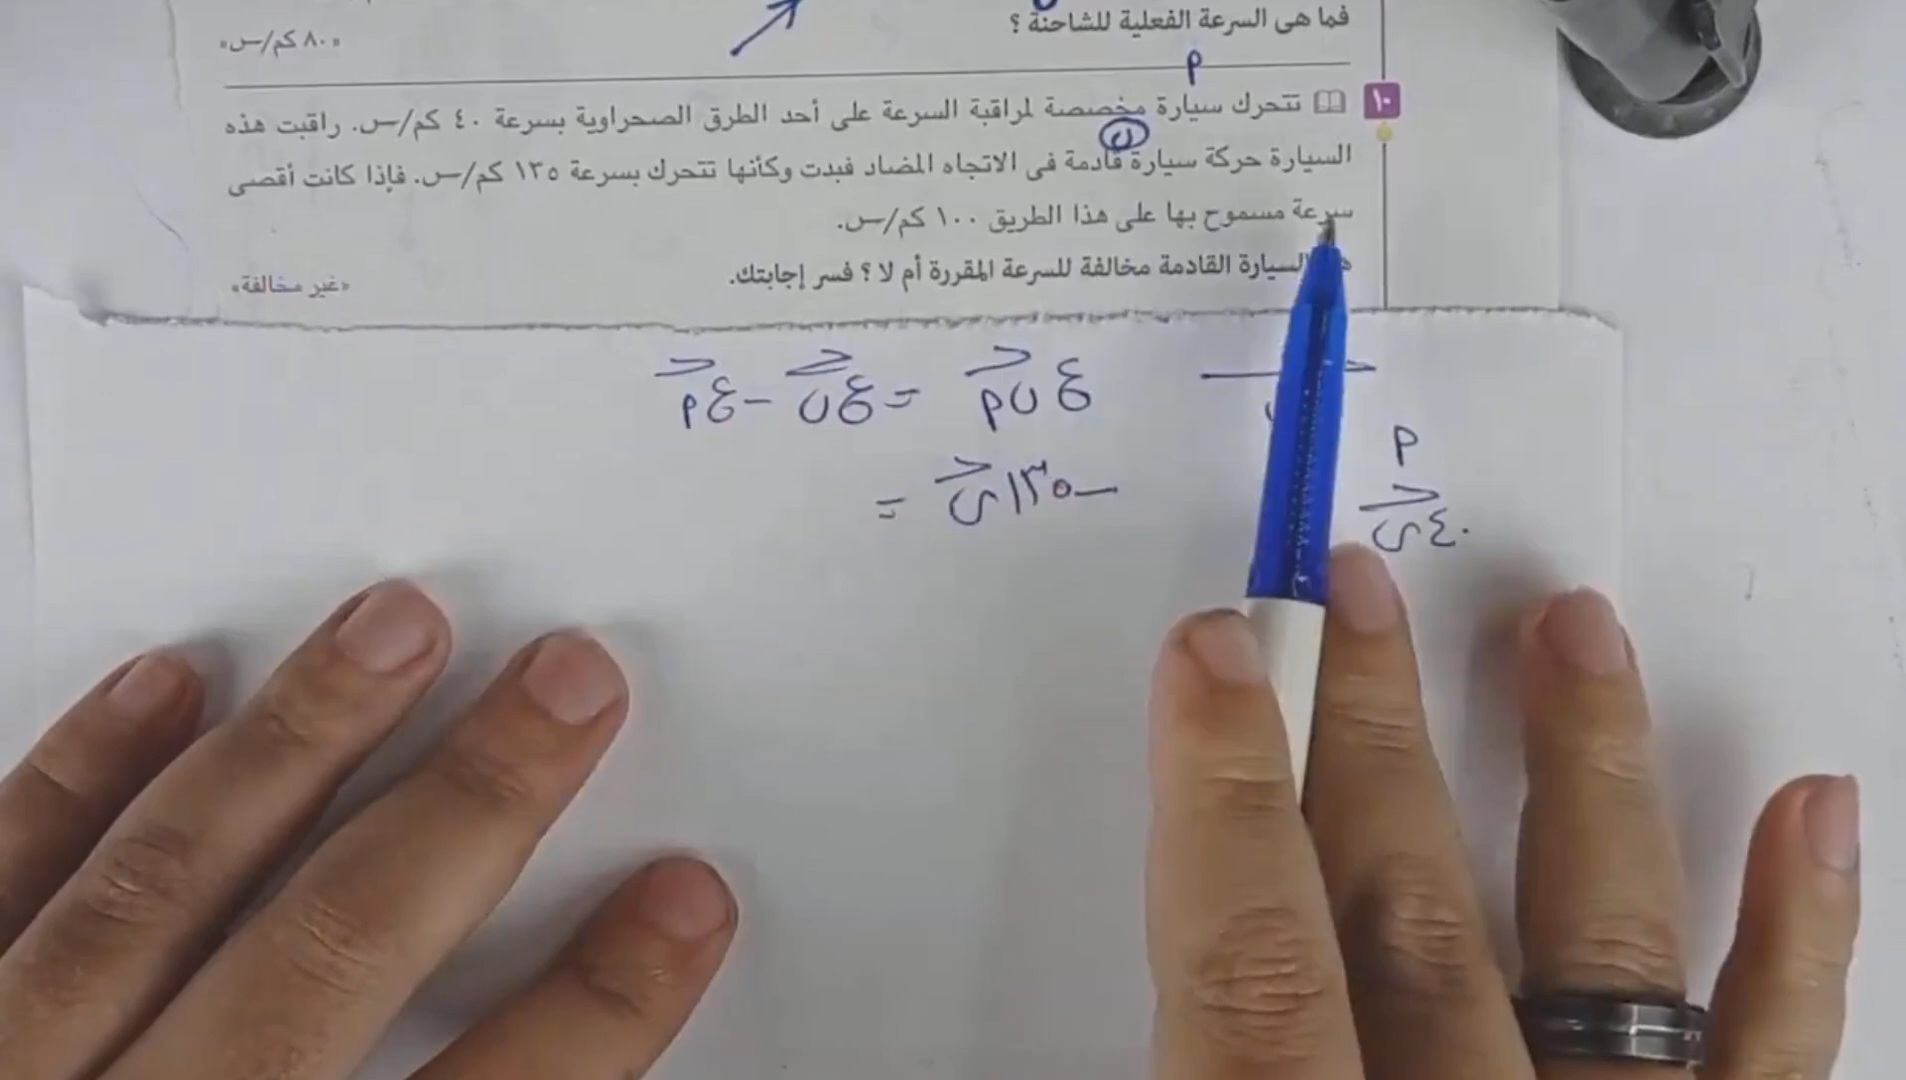 فما هى السرعة الفعلية للشاحنة ؟
«٨٠ كم/س»
م
١٠ تتحرك سيارة مخصصة لمراقبة السرعة على أحد الطرق الصحراوية بسرعة ٤٠ كم/س. راقبت هذه
ن
السيارة حركة سيارة قادمة فى الاتجاه المضاد فبدت وكأنها تتحرك بسرعة ١٣٥ كم/س. فإذا كانت أقصى
سرعة مسموح بها على هذا الطريق ١٠٠ كم/س.
السيارة القادمة مخالفة للسرعة المقررة أم لا ؟ فسر إجابتك.
«غير مخالفة»
ع ن م = ع ن - ع م
م
- ١٣٥ ى =
٤٠ ى